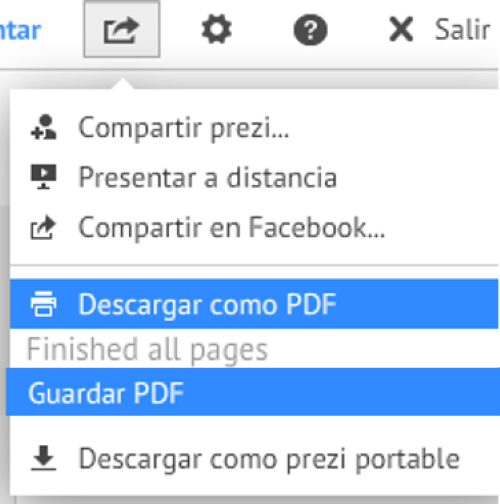 Salir
Compartir prezi...
Presentar a distancia
Compartir en Facebook...
Descargar como PDF
Finished all pages
Guardar PDF
Descargar como prezi portable